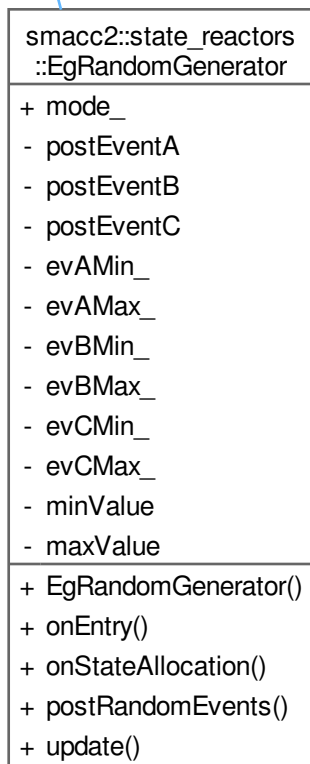 smacc2::state_reactors
::EgRandomGenerator
+ mode_
- postEventA
- postEventB
- postEventC
- evAMin_
- evAMax_
- evBMin_
- evBMax_
- evCMin_
- evCMax_
- minValue
- maxValue
+ EgRandomGenerator()
+ onEntry()
+ onStateAllocation()
+ postRandomEvents()
+ update()